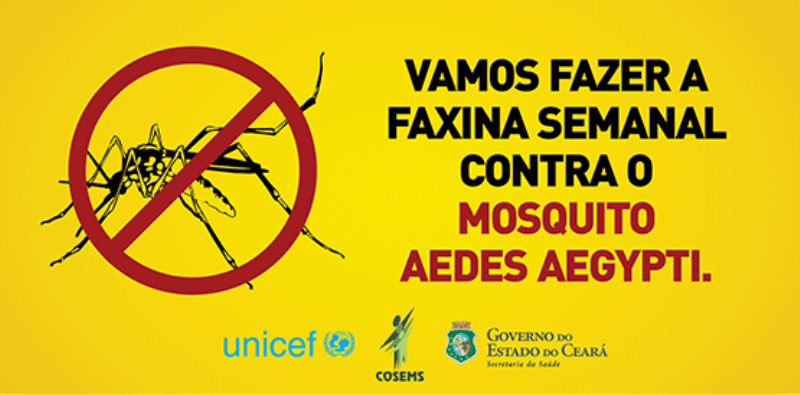 VAMOS FAZER A
FAXINA SEMANAL
CONTRA O
MOSQUITO
AEDES AEGYPTI.
unicef
COSEMS
GOVERNO DO
ESTADO DO CEARÁ
Secretaria da Saúde